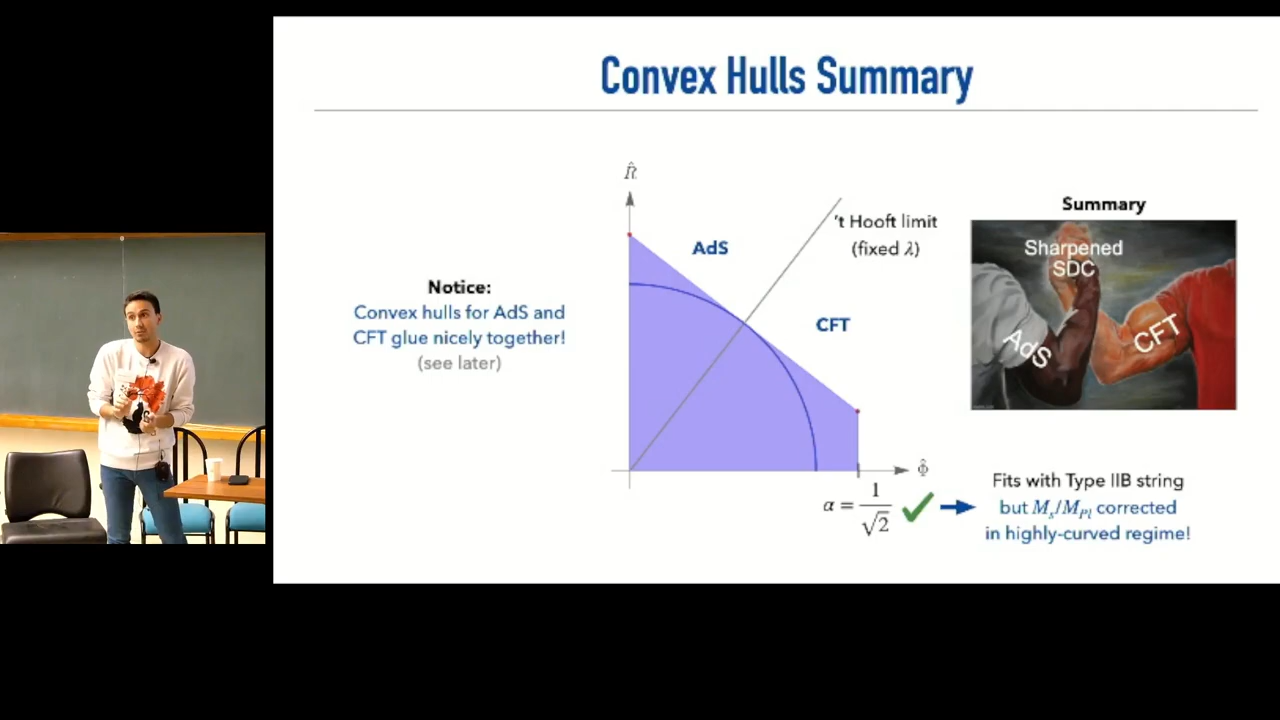 Convex Hulls Summary
Notice:
Convex hulls for AdS and
CFT glue nicely together!
(see later)
R̂
AdS
't Hooft limit
(fixed λ)
CFT
Φ̂
α = 1/√2
Summary
Sharpened
SDC
AdS
CFT
Fits with Type IIB string
but M_s/M_Pl corrected
in highly-curved regime!